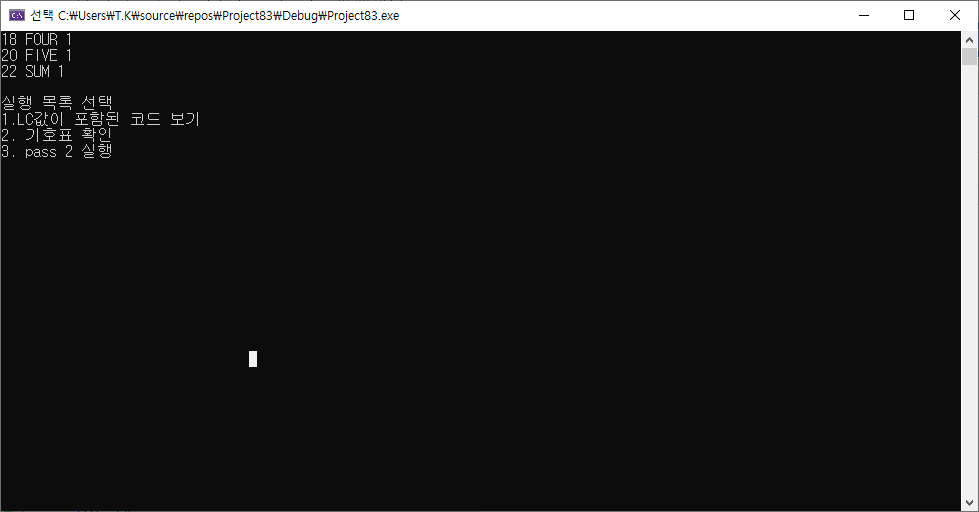 선택 C:₩Users₩T.K₩source₩repos₩Project83₩Debug₩Project83.exe
18 FOUR 1
20 FIVE 1
22 SUM 1
실행 목록 선택
1.LC값이 포함된 코드 보기
2. 기호표 확인
3. pass 2 실행